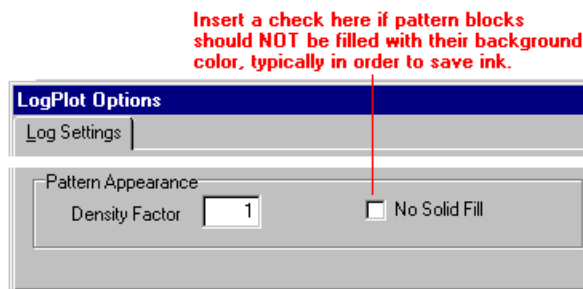 Insert a check here if pattern blocks
should NOT be filled with their background
color, typically in order to save ink.
LogPlot Options
Log Settings
Pattern Appearance
Density Factor 1 No Solid Fill